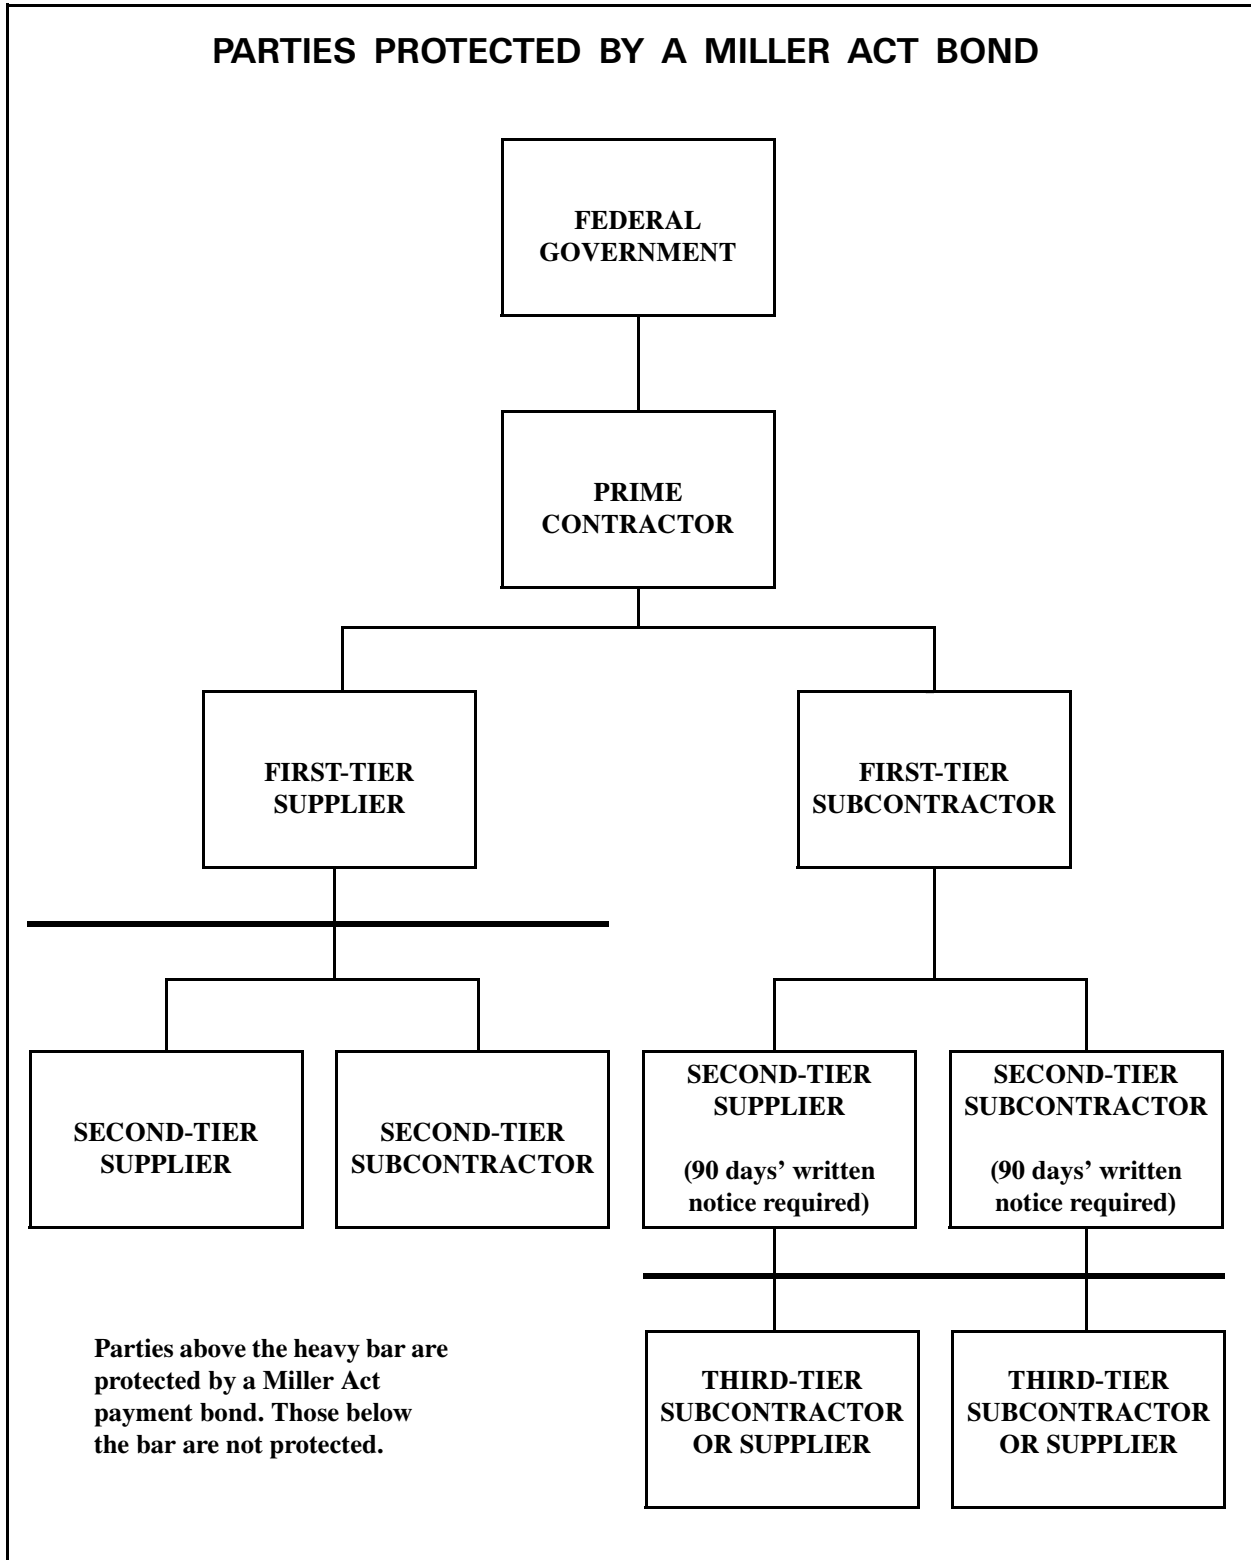 PARTIES PROTECTED BY A MILLER ACT BOND
FEDERAL
GOVERNMENT
PRIME
CONTRACTOR
FIRST-TIER
SUPPLIER
FIRST-TIER
SUBCONTRACTOR
SECOND-TIER
SUPPLIER
SECOND-TIER
SUBCONTRACTOR
SECOND-TIER
SUPPLIER
(90 days’ written
notice required)
SECOND-TIER
SUBCONTRACTOR
(90 days’ written
notice required)
Parties above the heavy bar are
protected by a Miller Act
payment bond. Those below
the bar are not protected.
THIRD-TIER
SUBCONTRACTOR
OR SUPPLIER
THIRD-TIER
SUBCONTRACTOR
OR SUPPLIER